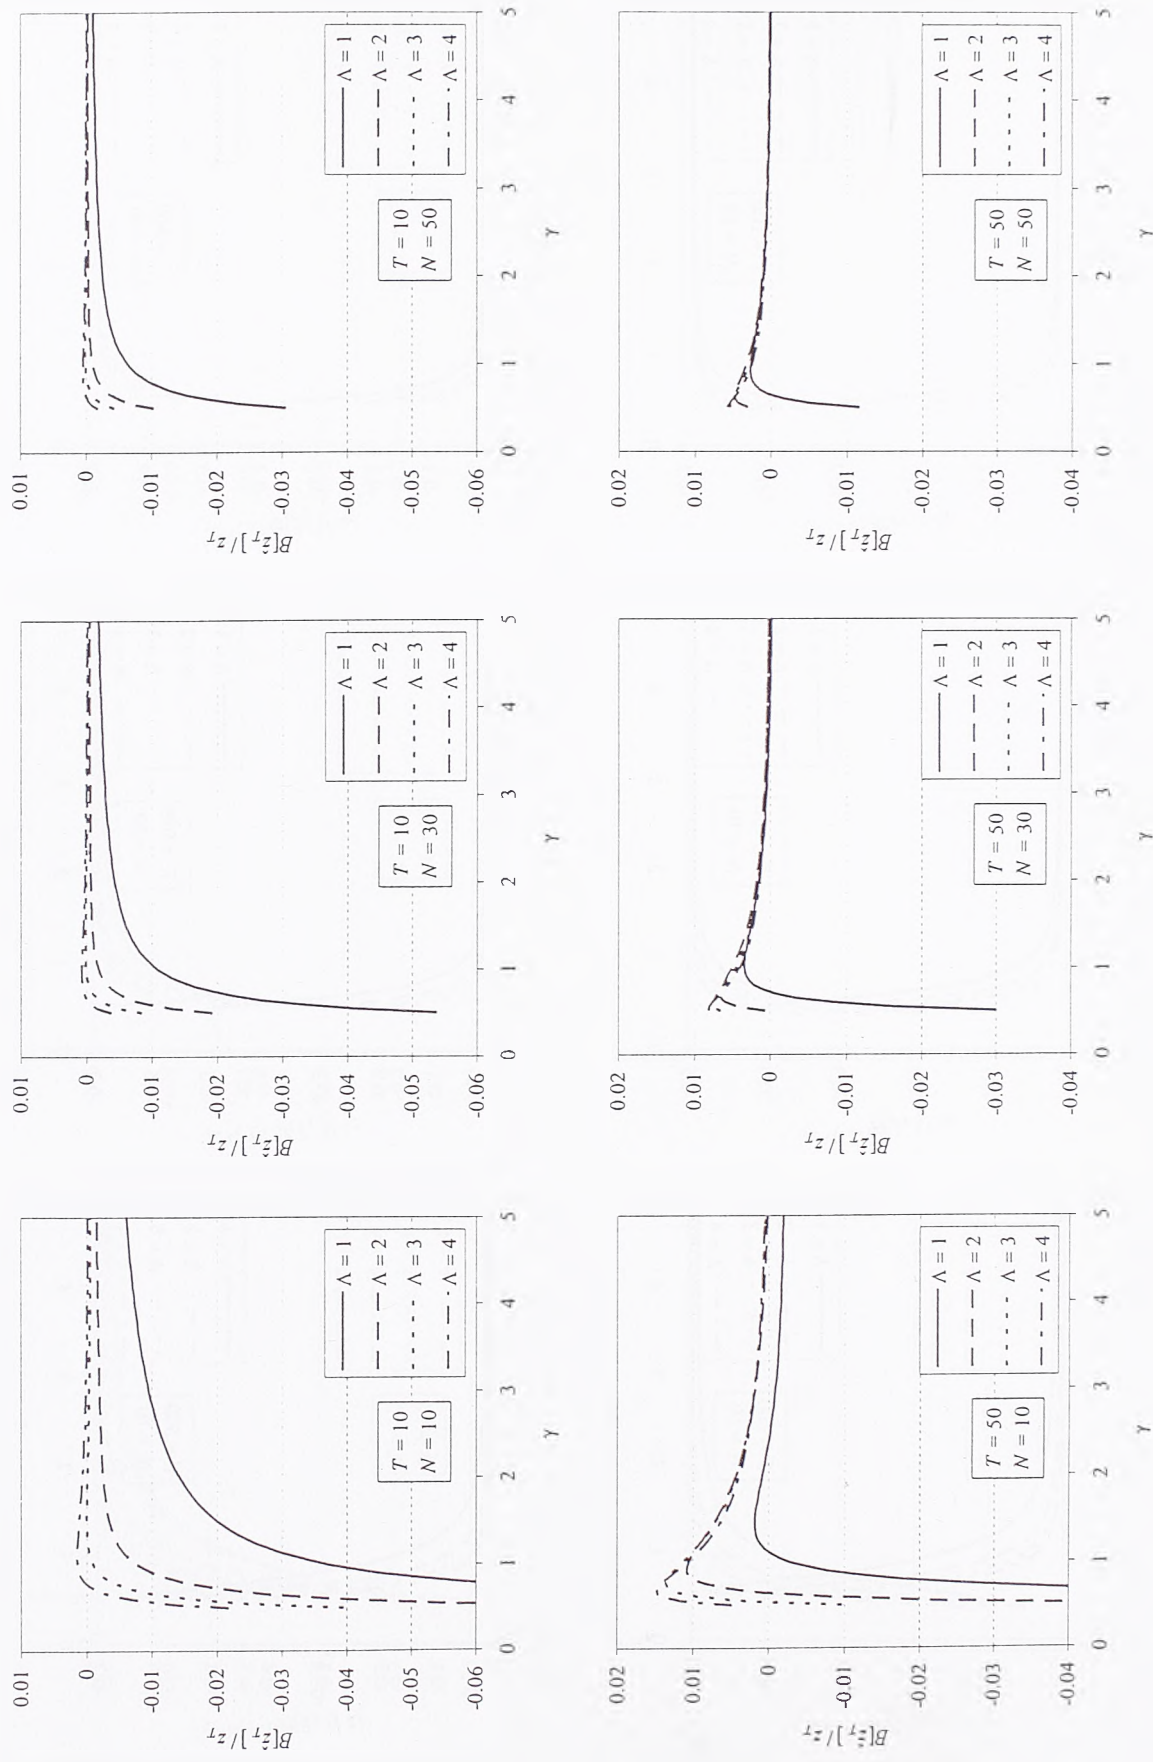 B[ẑ_T]/z_T
0.01
0
-0.01
-0.02
-0.03
-0.04
-0.05
-0.06
T = 10
N = 10
Λ = 1
Λ = 2
Λ = 3
Λ = 4
0 1 2 3 4 5
γ
B[ẑ_T]/z_T
0.01
0
-0.01
-0.02
-0.03
-0.04
-0.05
-0.06
T = 10
N = 30
Λ = 1
Λ = 2
Λ = 3
Λ = 4
0 1 2 3 4 5
γ
B[ẑ_T]/z_T
0.01
0
-0.01
-0.02
-0.03
-0.04
-0.05
-0.06
T = 10
N = 50
Λ = 1
Λ = 2
Λ = 3
Λ = 4
0 1 2 3 4 5
γ
B[ẑ_T]/z_T
0.02
0.01
0
-0.01
-0.02
-0.03
-0.04
T = 50
N = 10
Λ = 1
Λ = 2
Λ = 3
Λ = 4
0 1 2 3 4 5
γ
B[ẑ_T]/z_T
0.02
0.01
0
-0.01
-0.02
-0.03
-0.04
T = 50
N = 30
Λ = 1
Λ = 2
Λ = 3
Λ = 4
0 1 2 3 4 5
γ
B[ẑ_T]/z_T
0.02
0.01
0
-0.01
-0.02
-0.03
-0.04
T = 50
N = 50
Λ = 1
Λ = 2
Λ = 3
Λ = 4
0 1 2 3 4 5
γ